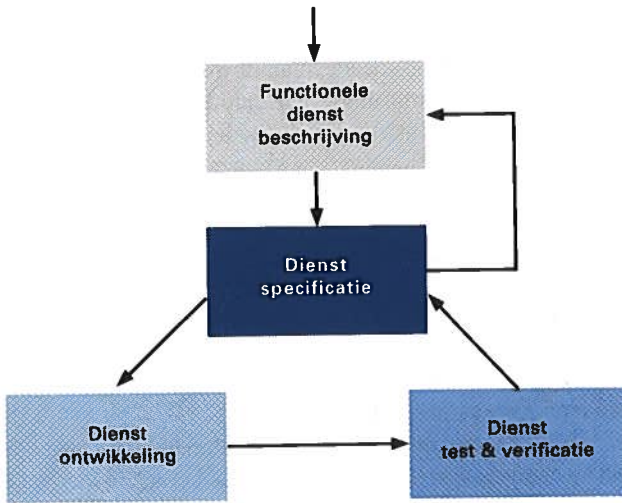 Functionele
dienst
beschrijving
Dienst
specificatie
Dienst
ontwikkeling
Dienst
test & verificatie